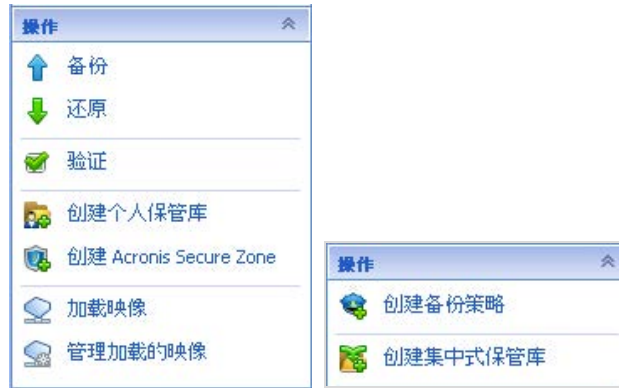 操作
备份
还原
验证
创建个人保管库
创建 Acronis Secure Zone
加载映像
管理加载的映像
操作
创建备份策略
创建集中式保管库